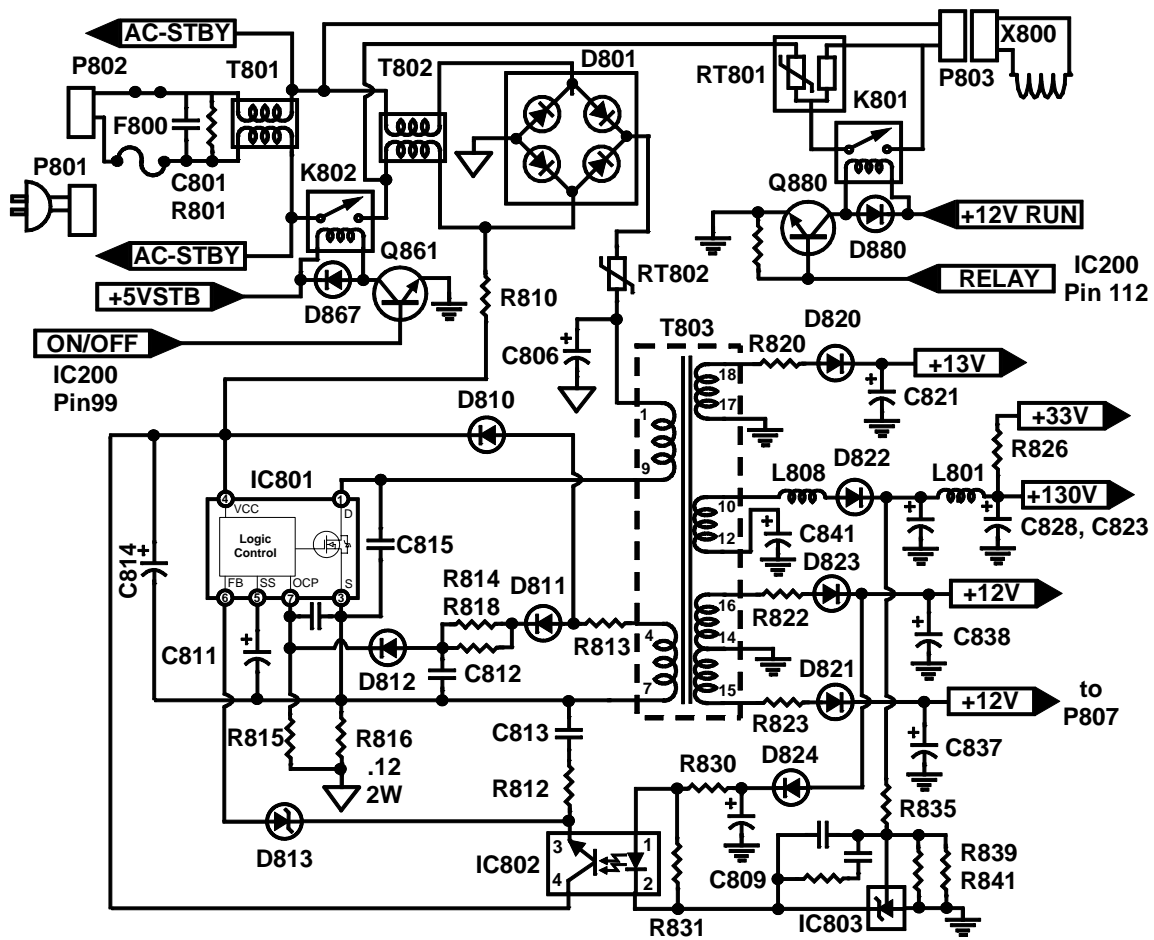 AC-STBY
P802
T801
T802
D801
RT801
P803
X800
K801
F800
P801
C801
R801
K802
Q861
Q880
D880
+12V RUN
AC-STBY
+5VSTB
D867
R810
RT802
RELAY
IC200
Pin 112
ON/OFF
IC200
Pin99
C806
T803
R820
D820
+13V
18
17
C821
+
+
+33V
R826
D810
1
9
IC801
4
1
VCC
D
Logic
Control
FB
SS
OCP
S
6
5
7
3
C815
L808
D822
L801
+130V
10
12
+
C841
+
+
C828, C823
C814
+
R814
R818
D811
R813
4
7
16
14
15
R822
D823
+12V
+
C838
C811
+
D812
C812
R823
D821
+12V
to
P807
+
C837
R815
R816
.12
2W
C813
R812
R830
D824
R835
D813
IC802
3
4
1
2
+
C809
R831
IC803
R839
R841